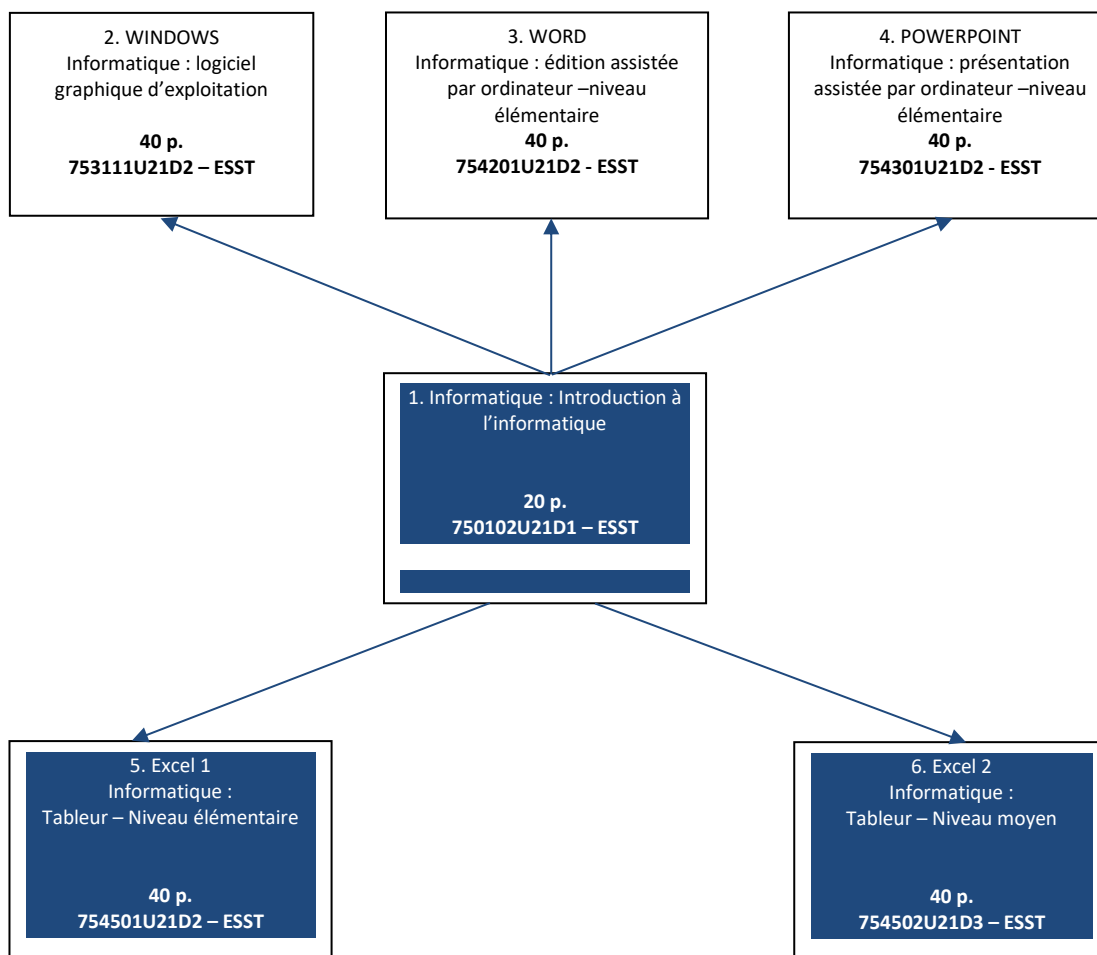 2. WINDOWS
Informatique : logiciel
graphique d’exploitation
40 p.
753111U21D2 – ESST
3. WORD
Informatique : édition assistée
par ordinateur –niveau
élémentaire
40 p.
754201U21D2 - ESST
4. POWERPOINT
Informatique : présentation
assistée par ordinateur –niveau
élémentaire
40 p.
754301U21D2 - ESST
1. Informatique : Introduction à
l’informatique
20 p.
750102U21D1 – ESST
5. Excel 1
Informatique :
Tableur – Niveau élémentaire
40 p.
754501U21D2 – ESST
6. Excel 2
Informatique :
Tableur – Niveau moyen
40 p.
754502U21D3 – ESST